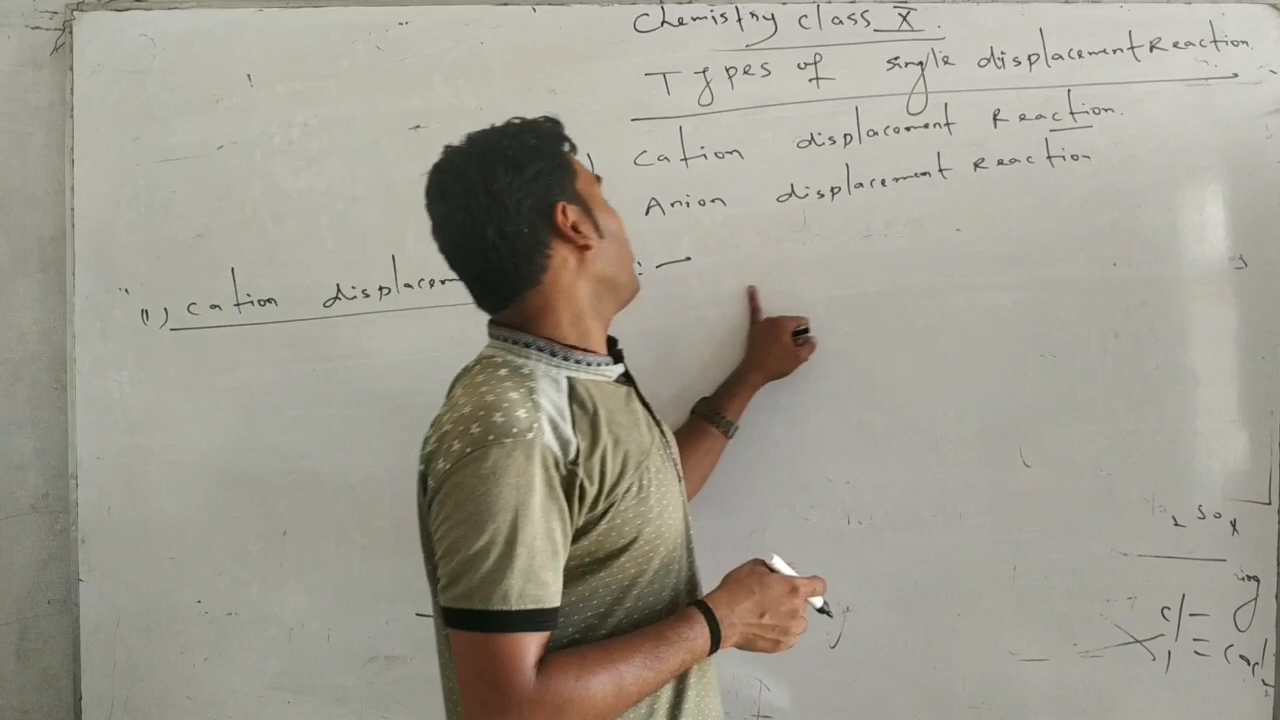 Chemistry class X.
Types of single displacement Reaction
Cation displacement Reaction.
Anion displacement Reaction
(1) Cation displacem : —